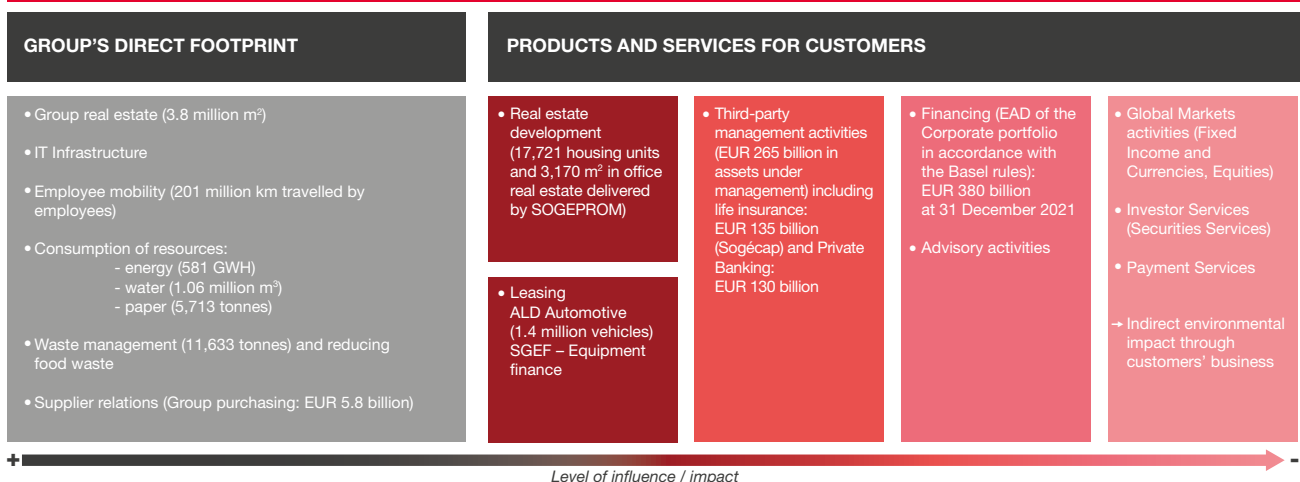 GROUP'S DIRECT FOOTPRINT
PRODUCTS AND SERVICES FOR CUSTOMERS
• Group real estate (3.8 million m²)
• IT Infrastructure
• Employee mobility (201 million km travelled by
employees)
• Consumption of resources:
- energy (581 GWH)
- water (1.06 million m³)
- paper (5,713 tonnes)
• Waste management (11,633 tonnes) and reducing
food waste
• Supplier relations (Group purchasing: EUR 5.8 billion)
• Real estate
development
(17,721 housing units
and 3,170 m² in office
real estate delivered
by SOGEPROM)
• Leasing
ALD Automotive
(1.4 million vehicles)
SGEF – Equipment
finance
• Third-party
management activities
(EUR 265 billion in
assets under
management) including
life insurance:
EUR 135 billion
(Sogécap) and Private
Banking:
EUR 130 billion
• Financing (EAD of the
Corporate portfolio
in accordance with
the Basel rules):
EUR 380 billion
at 31 December 2021
• Advisory activities
• Global Markets
activities (Fixed
Income and
Currencies, Equities)
• Investor Services
(Securities Services)
• Payment Services
→ Indirect environmental
impact through
customers' business
+ -
Level of influence / impact